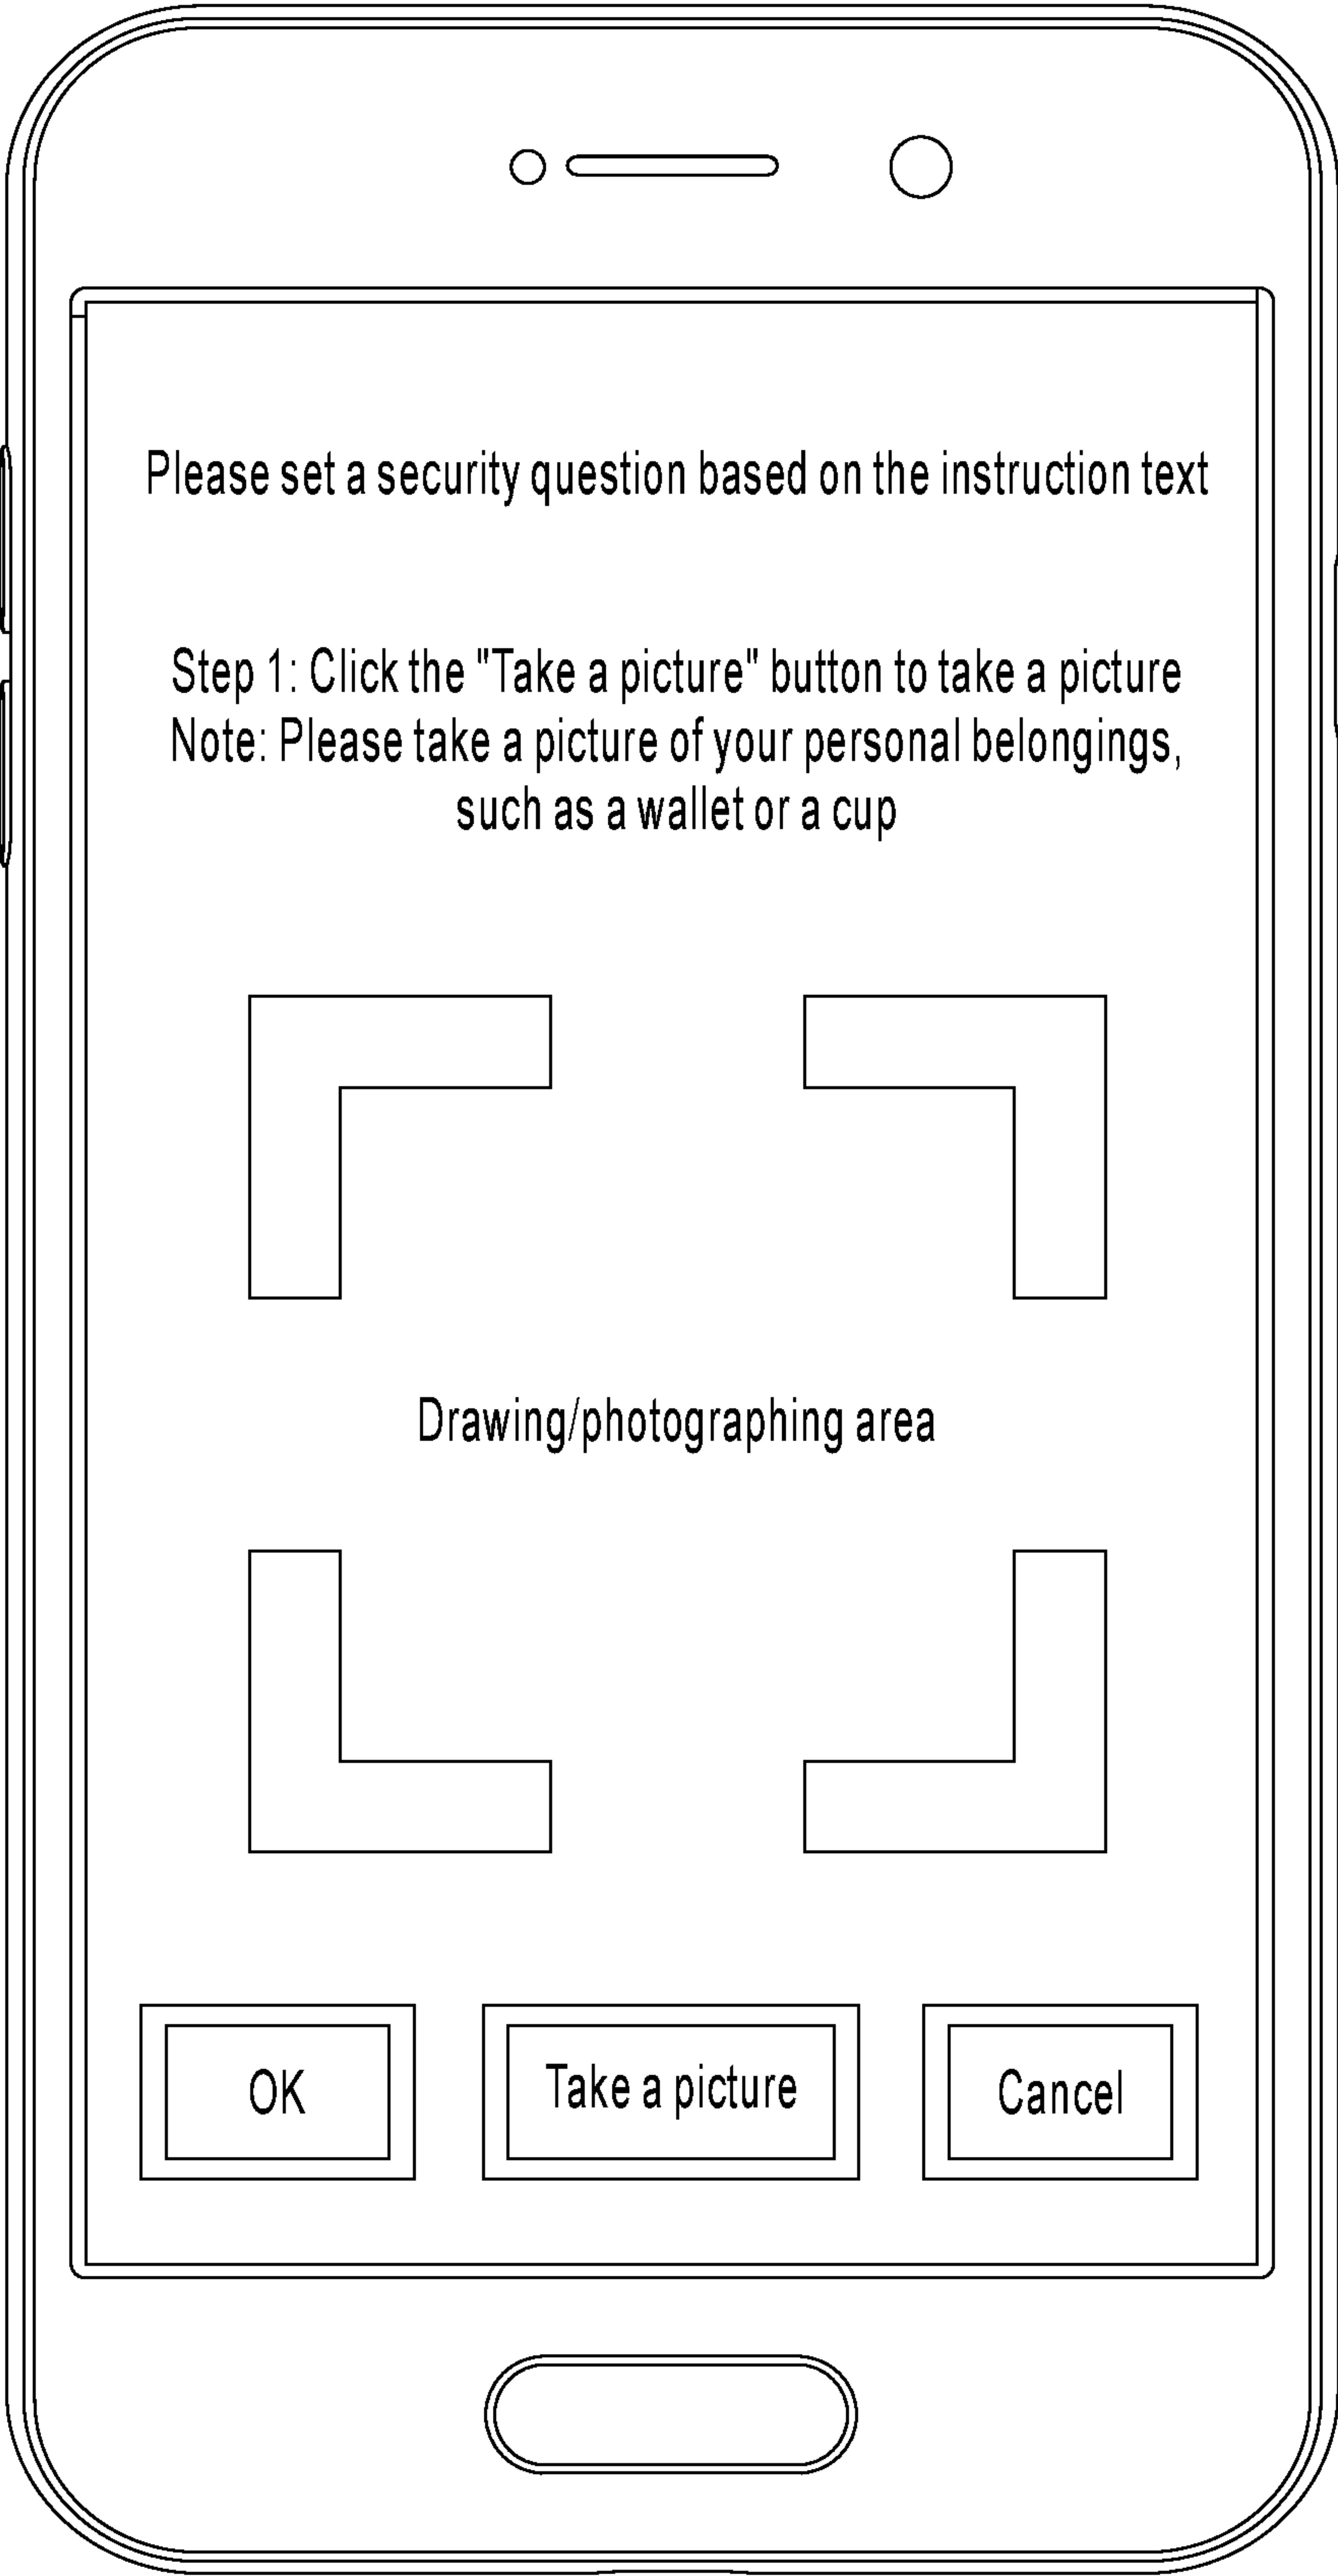 Please set a security question based on the instruction text
Step 1: Click the "Take a picture" button to take a picture
Note: Please take a picture of your personal belongings,
such as a wallet or a cup
Drawing/photographing area
OK
Take a picture
Cancel